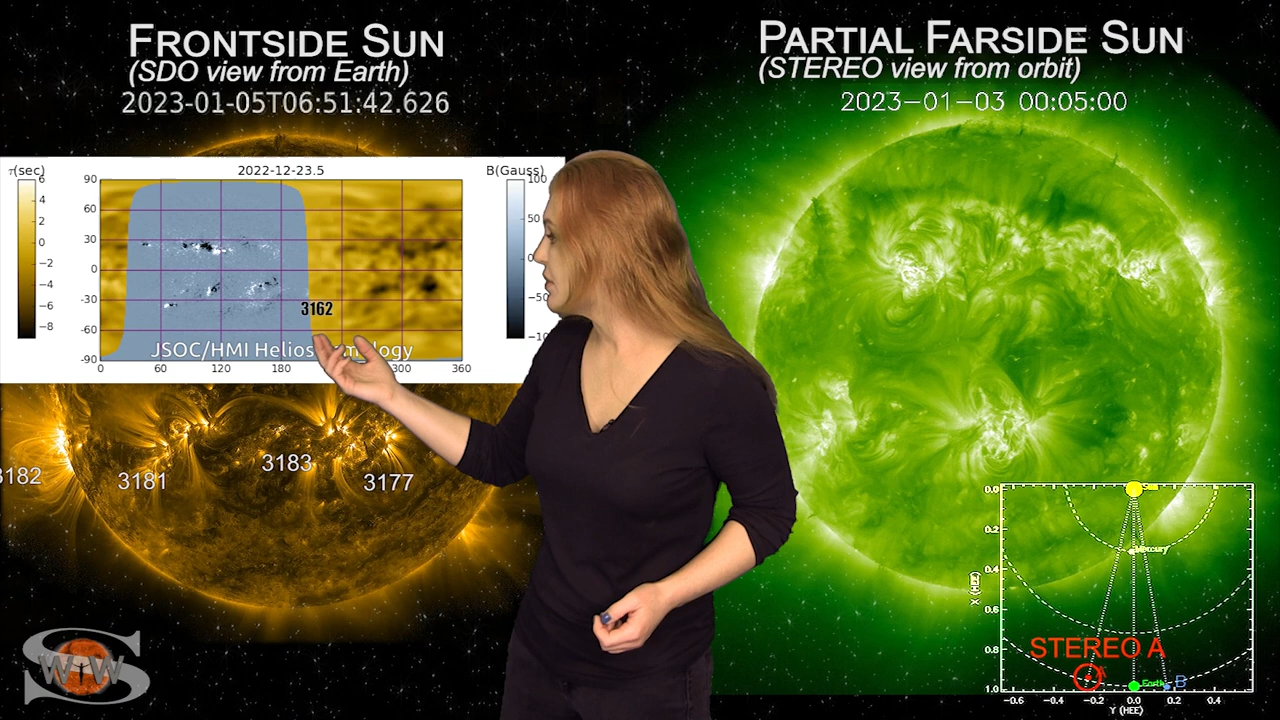 FRONTSIDE SUN
(SDO view from Earth)
2023-01-05T06:51:42.626
PARTIAL FARSIDE SUN
(STEREO view from orbit)
2023-01-03 00:05:00
τ(sec)
2022-12-23.5
B(Gauss)
6
4
2
0
-2
-4
-6
-8
90
60
30
0
-30
-60
-90
100
50
-50
3162
JSOC/HMI
0
60
120
180
300
360
3182
3181
3183
3177
S
WTW
0.0
0.2
0.4
0.6
0.8
1.0
X (HEE)
Mercury
STEREO A
A
Earth
B
-0.6
-0.4
-0.2
0.0
0.2
0.4
Y (HEE)